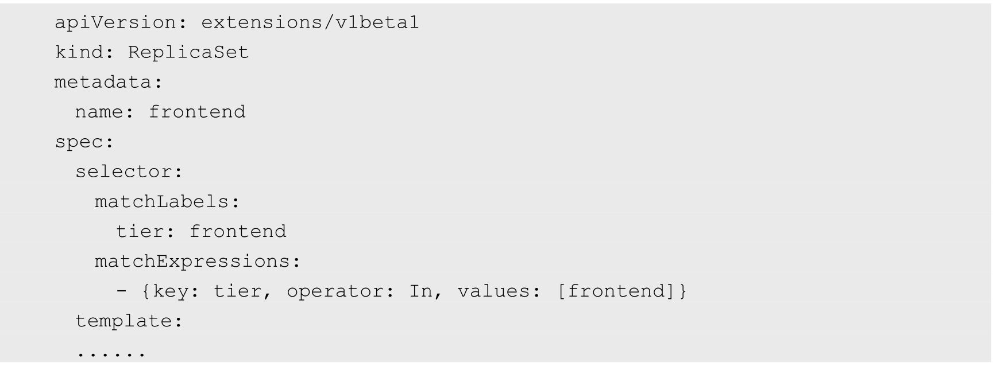 apiVersion: extensions/v1beta1
kind: ReplicaSet
metadata:
  name: frontend
spec:
  selector:
    matchLabels:
      tier: frontend
    matchExpressions:
      - {key: tier, operator: In, values: [frontend]}
  template:
  ......